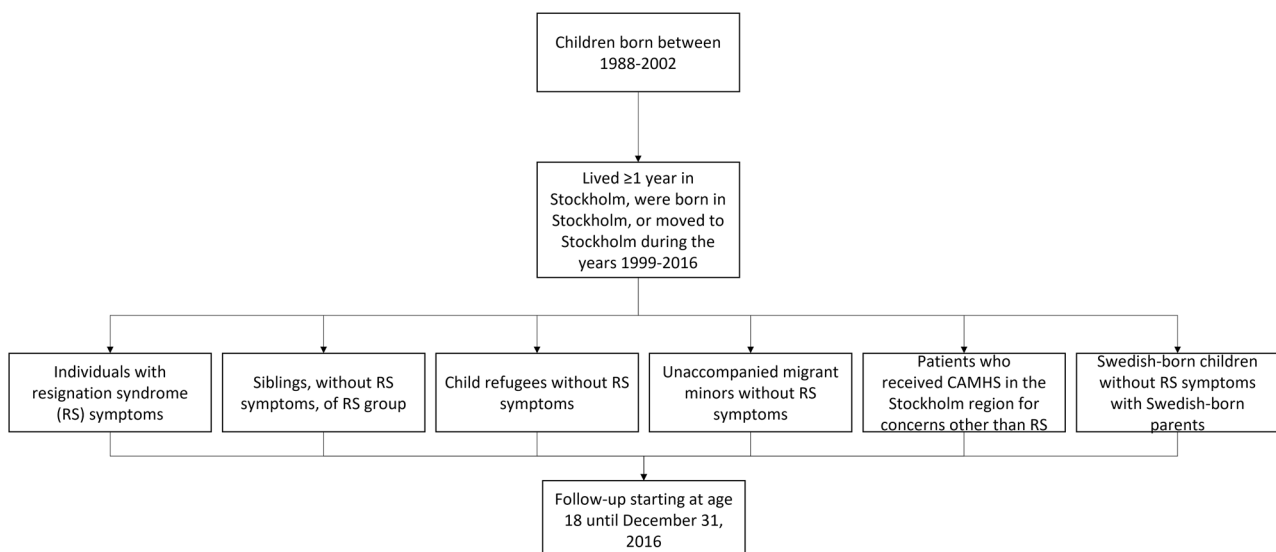 Children born between
1988-2002
Lived ≥1 year in
Stockholm, were born in
Stockholm, or moved to
Stockholm during the
years 1999-2016
Individuals with
resignation syndrome
(RS) symptoms
Siblings, without RS
symptoms, of RS group
Child refugees without RS
symptoms
Unaccompanied migrant
minors without RS
symptoms
Patients who
received CAMHS in the
Stockholm region for
concerns other than RS
Swedish-born children
without RS symptoms
with Swedish-born
parents
Follow-up starting at age
18 until December 31,
2016